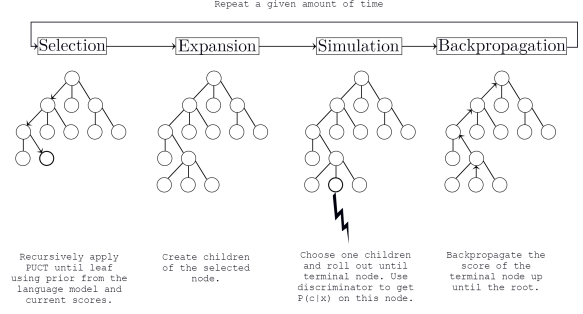 Repeat a given amount of time
Selection
Expansion
Simulation
Backpropagation
Recursively apply
PUCT until leaf
using prior from the
language model and
current scores.
Create children
of the selected
node.
Choose one children
and roll out until
terminal node. Use
discriminator to get
P(c|x) on this node.
Backpropagate the
score of the
terminal node up
until the root.